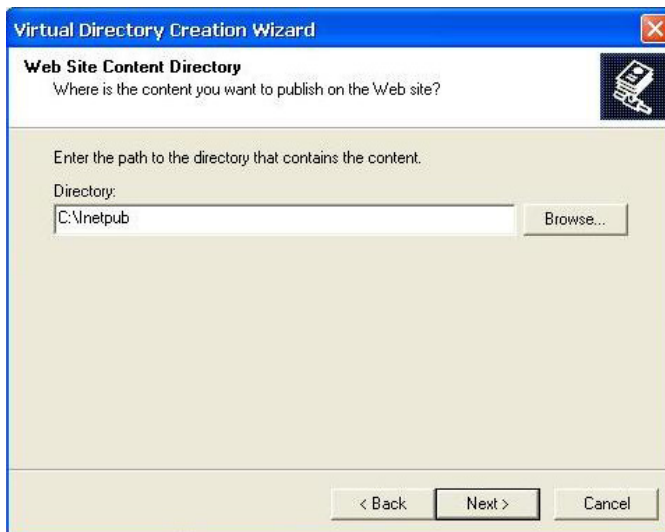 Virtual Directory Creation Wizard
Web Site Content Directory
Where is the content you want to publish on the Web site?
Enter the path to the directory that contains the content.
Directory:
C:\Inetpub
Browse...
< Back
Next >
Cancel